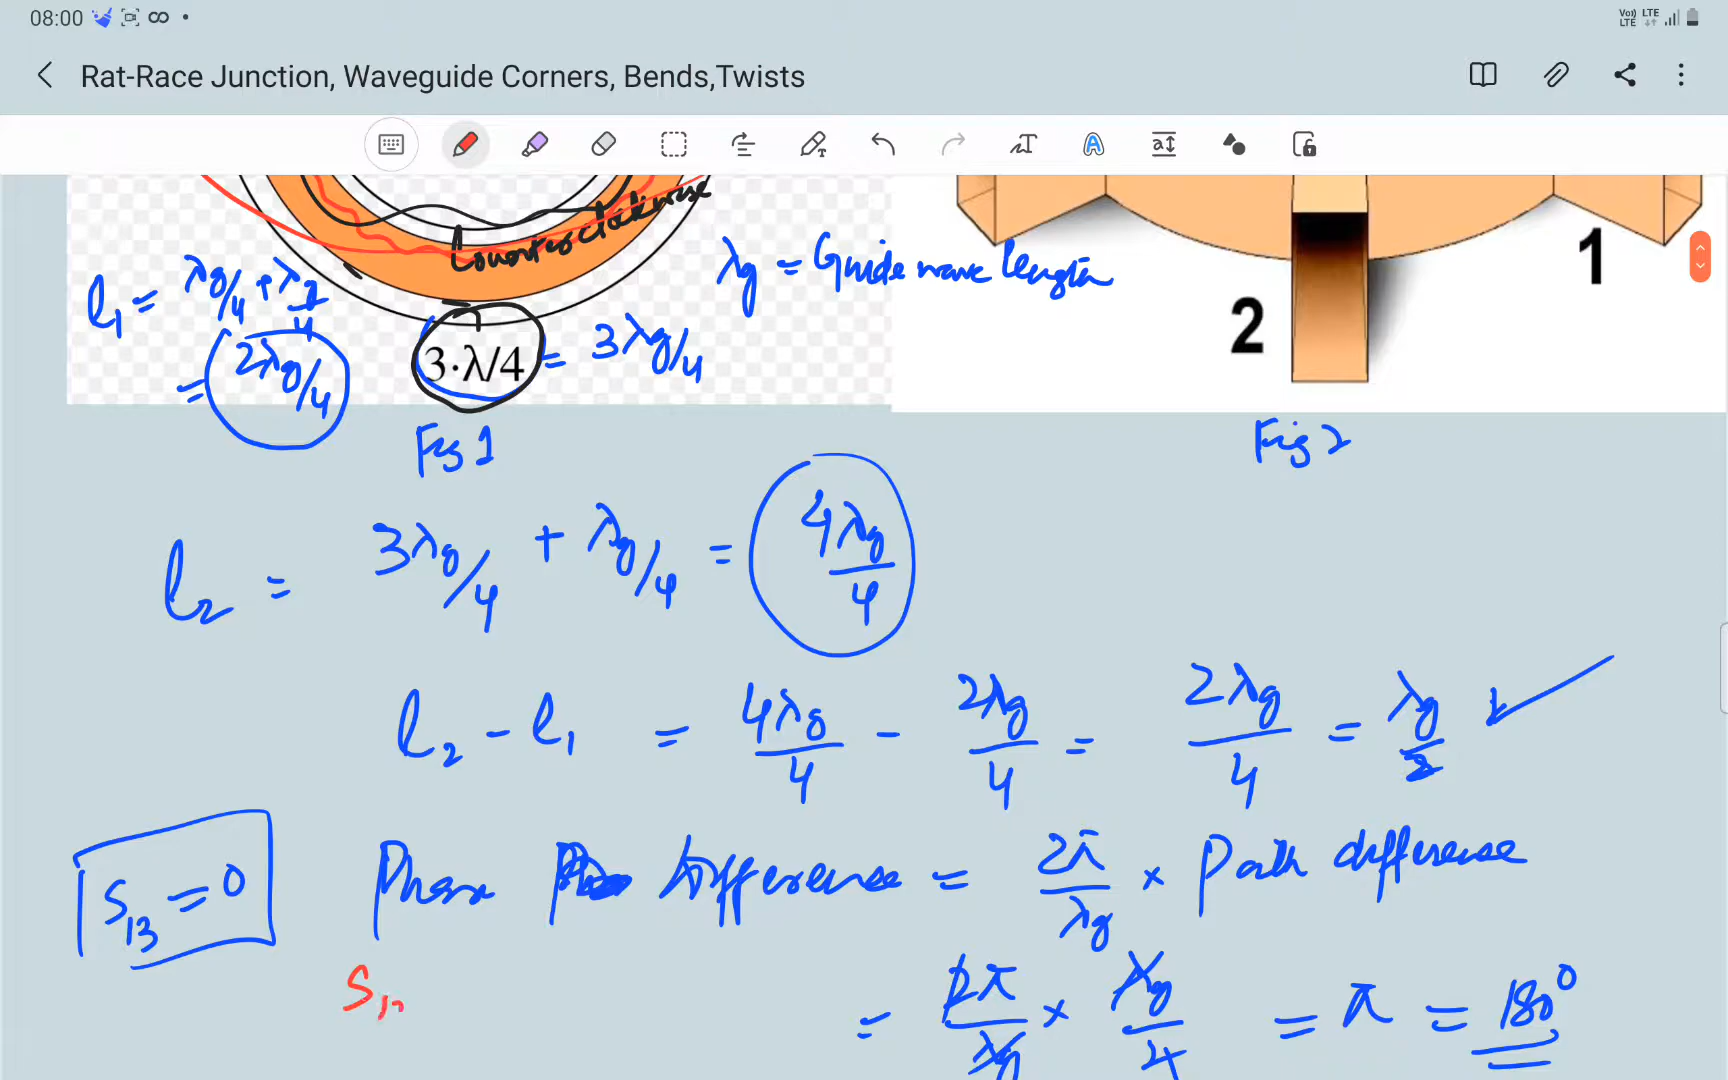 08:00
VoI) LTE LTE
Rat-Race Junction, Waveguide Corners, Bends,Twists
Counterclockwise
l1 = λg/4 + λg/4
= 2λg/4
3·λ/4 = 3λg/4
λg = Guide wave length
1
2
Fig 1
Fig 2
l2 = 3λg/4 + λg/4 = 4λg/4
l2 - l1 = 4λg/4 - 2λg/4 = 2λg/4 = λg/2
S13 = 0
Phase Difference = 2π/λg × Path difference
= 2π/λg × λg/2 = π = 180°
S12